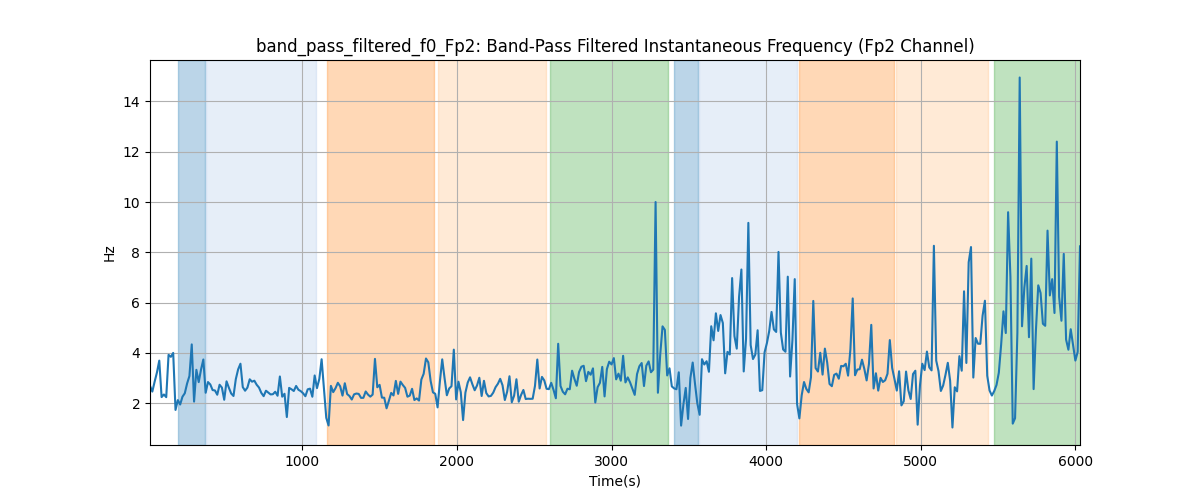 band_pass_filtered_f0_Fp2: Band-Pass Filtered Instantaneous Frequency (Fp2 Channel)
14
12
10
8
6
4
2
Hz
1000 2000 3000 4000 5000 6000
Time(s)